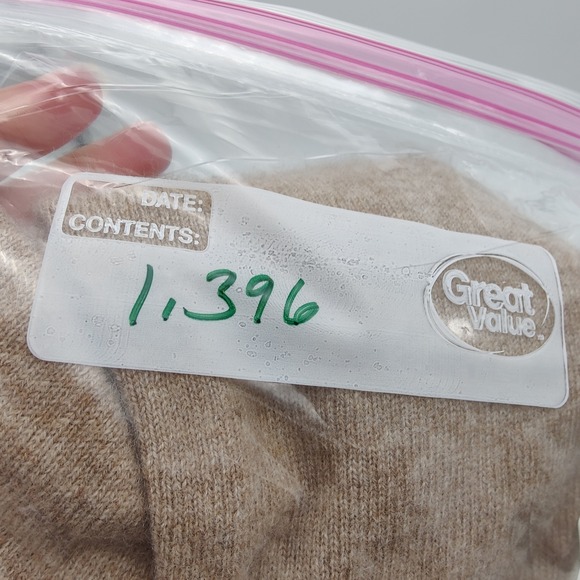 DATE:
CONTENTS:
1,396
Great
Value